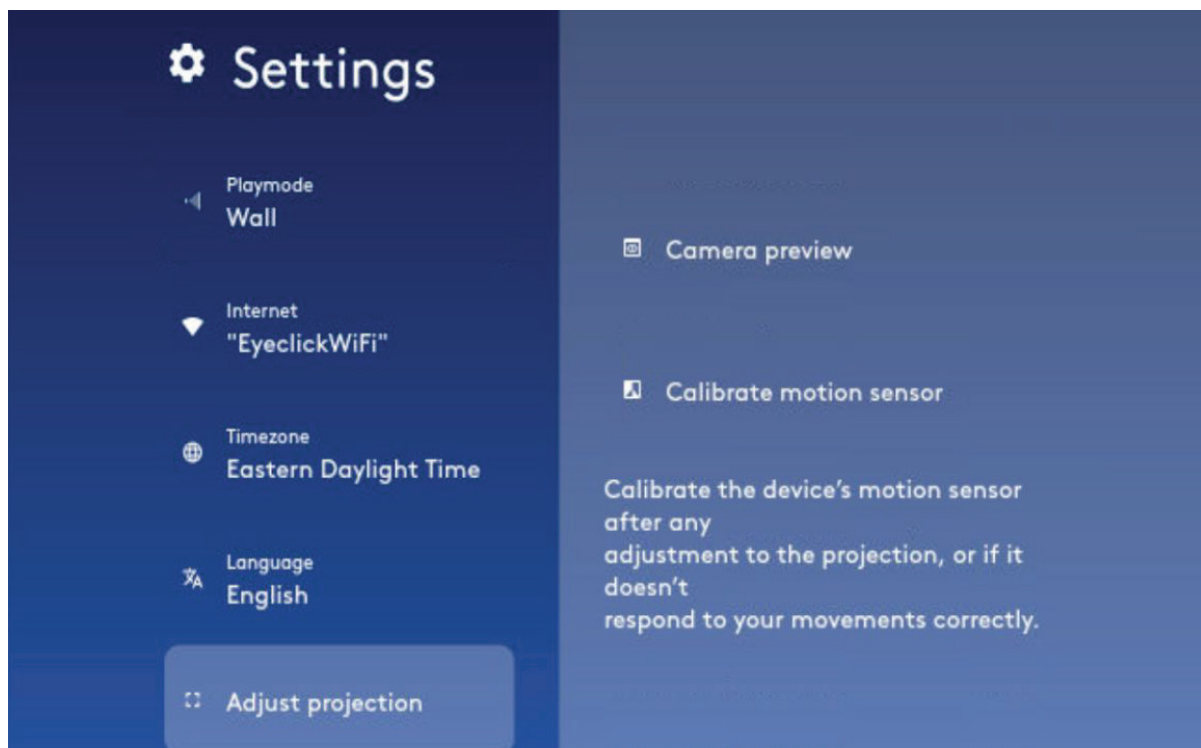 Settings
Playmode
Wall
Internet
"EyeclickWiFi"
Timezone
Eastern Daylight Time
Language
English
Adjust projection
Camera preview
Calibrate motion sensor
Calibrate the device’s motion sensor
after any
adjustment to the projection, or if it
doesn’t
respond to your movements correctly.